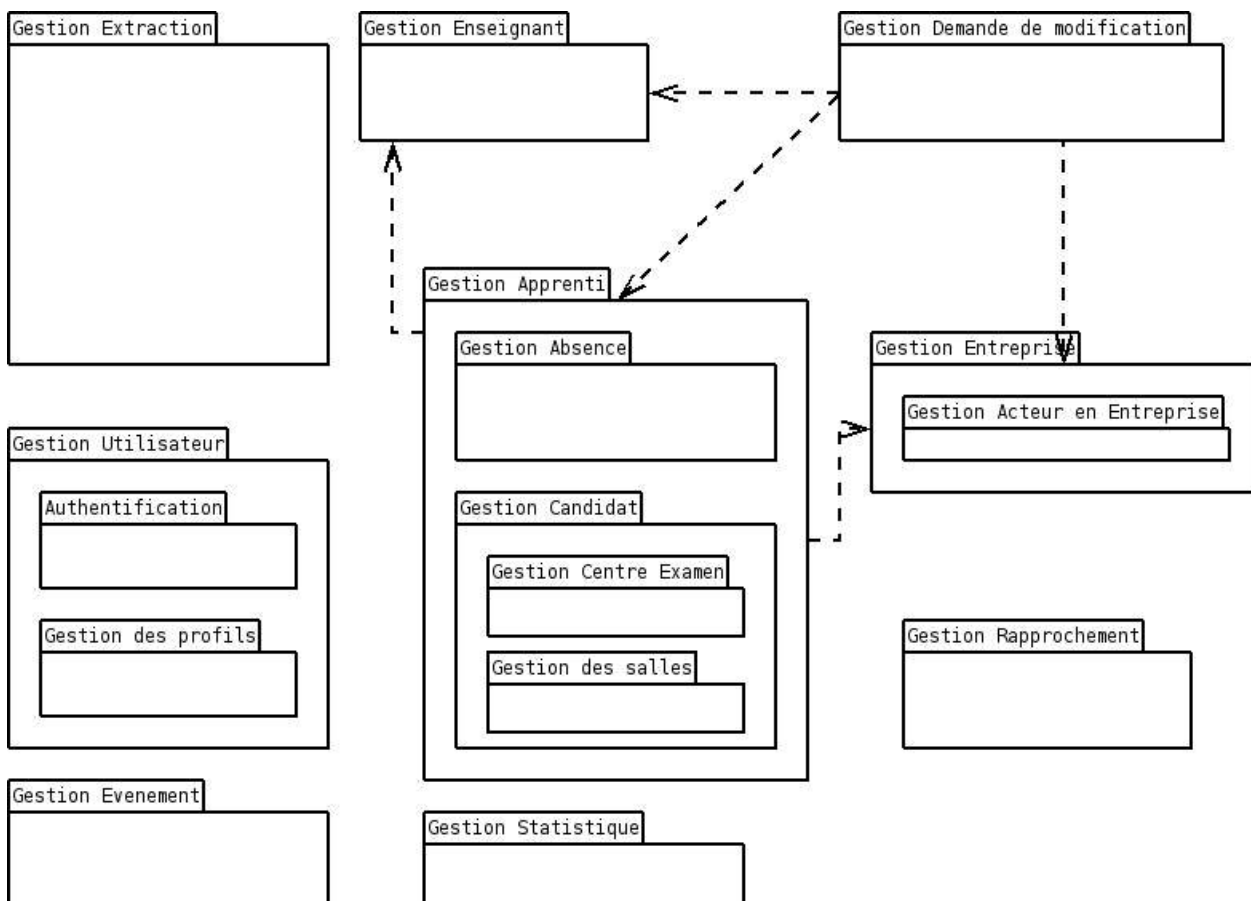 Gestion Extraction
Gestion Enseignant
Gestion Demande de modification
Gestion Apprenti
Gestion Absence
Gestion Entreprise
Gestion Acteur en Entreprise
Gestion Utilisateur
Authentification
Gestion Candidat
Gestion Centre Examen
Gestion des profils
Gestion des salles
Gestion Rapprochement
Gestion Evenement
Gestion Statistique